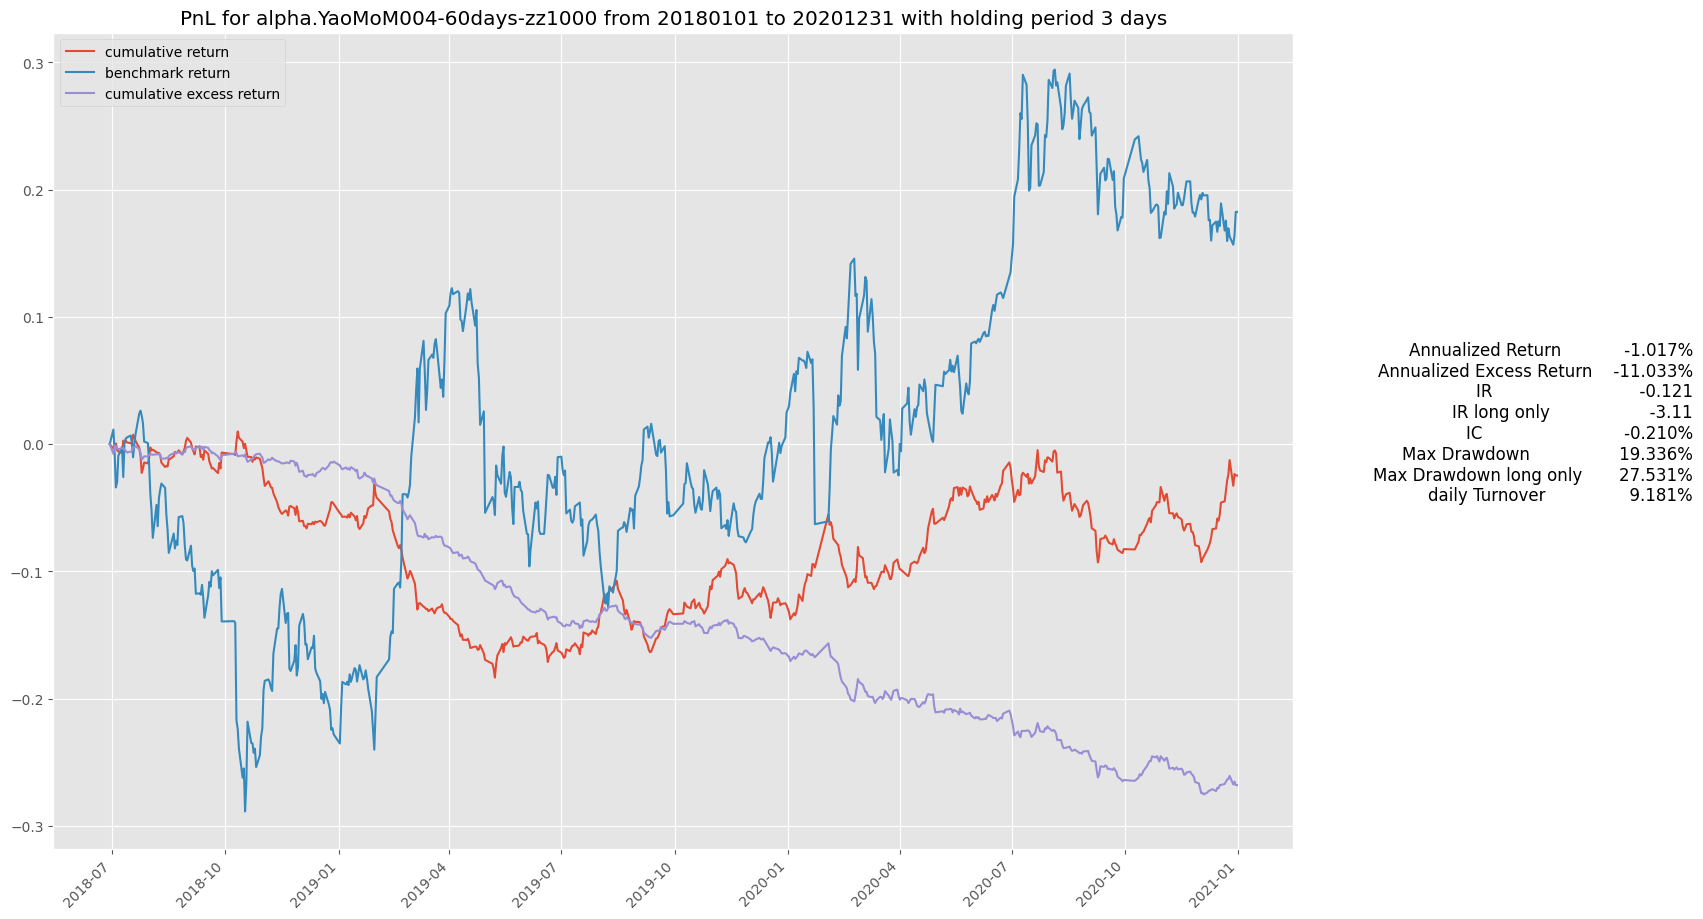 PnL for alpha.YaoMoM004-60days-zz1000 from 20180101 to 20201231 with holding period 3 days
cumulative return
benchmark return
cumulative excess return
0.3
0.2
0.1
0.0
−0.1
−0.2
−0.3
2018-07
2018-10
2019-01
2019-04
2019-07
2019-10
2020-01
2020-04
2020-07
2020-10
2021-01
Annualized Return -1.017%
Annualized Excess Return -11.033%
IR -0.121
IR long only -3.11
IC -0.210%
Max Drawdown 19.336%
Max Drawdown long only 27.531%
daily Turnover 9.181%